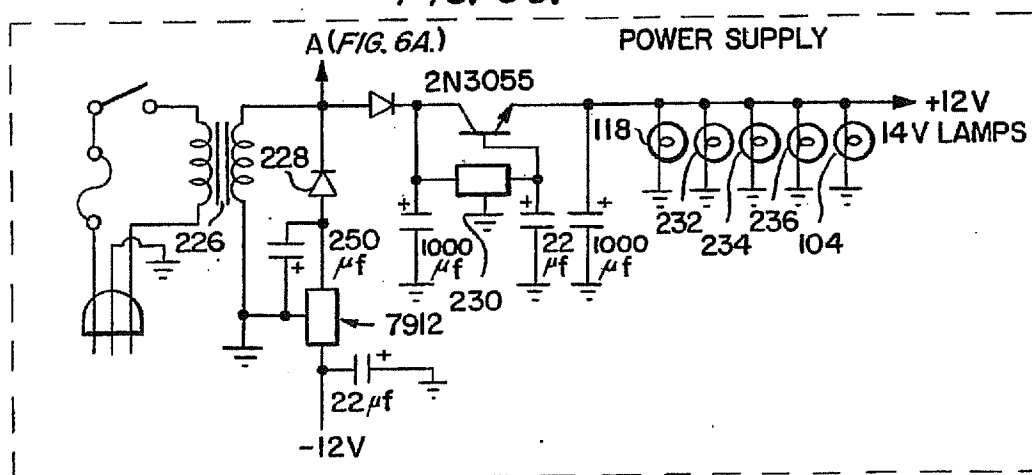 A (FIG. 6A.)
POWER SUPPLY
2N3055
+12V
14V LAMPS
118
228
226
250
μf
1000
μf
230
22
μf
1000
μf
232
234
236
104
7912
22μf
-12V